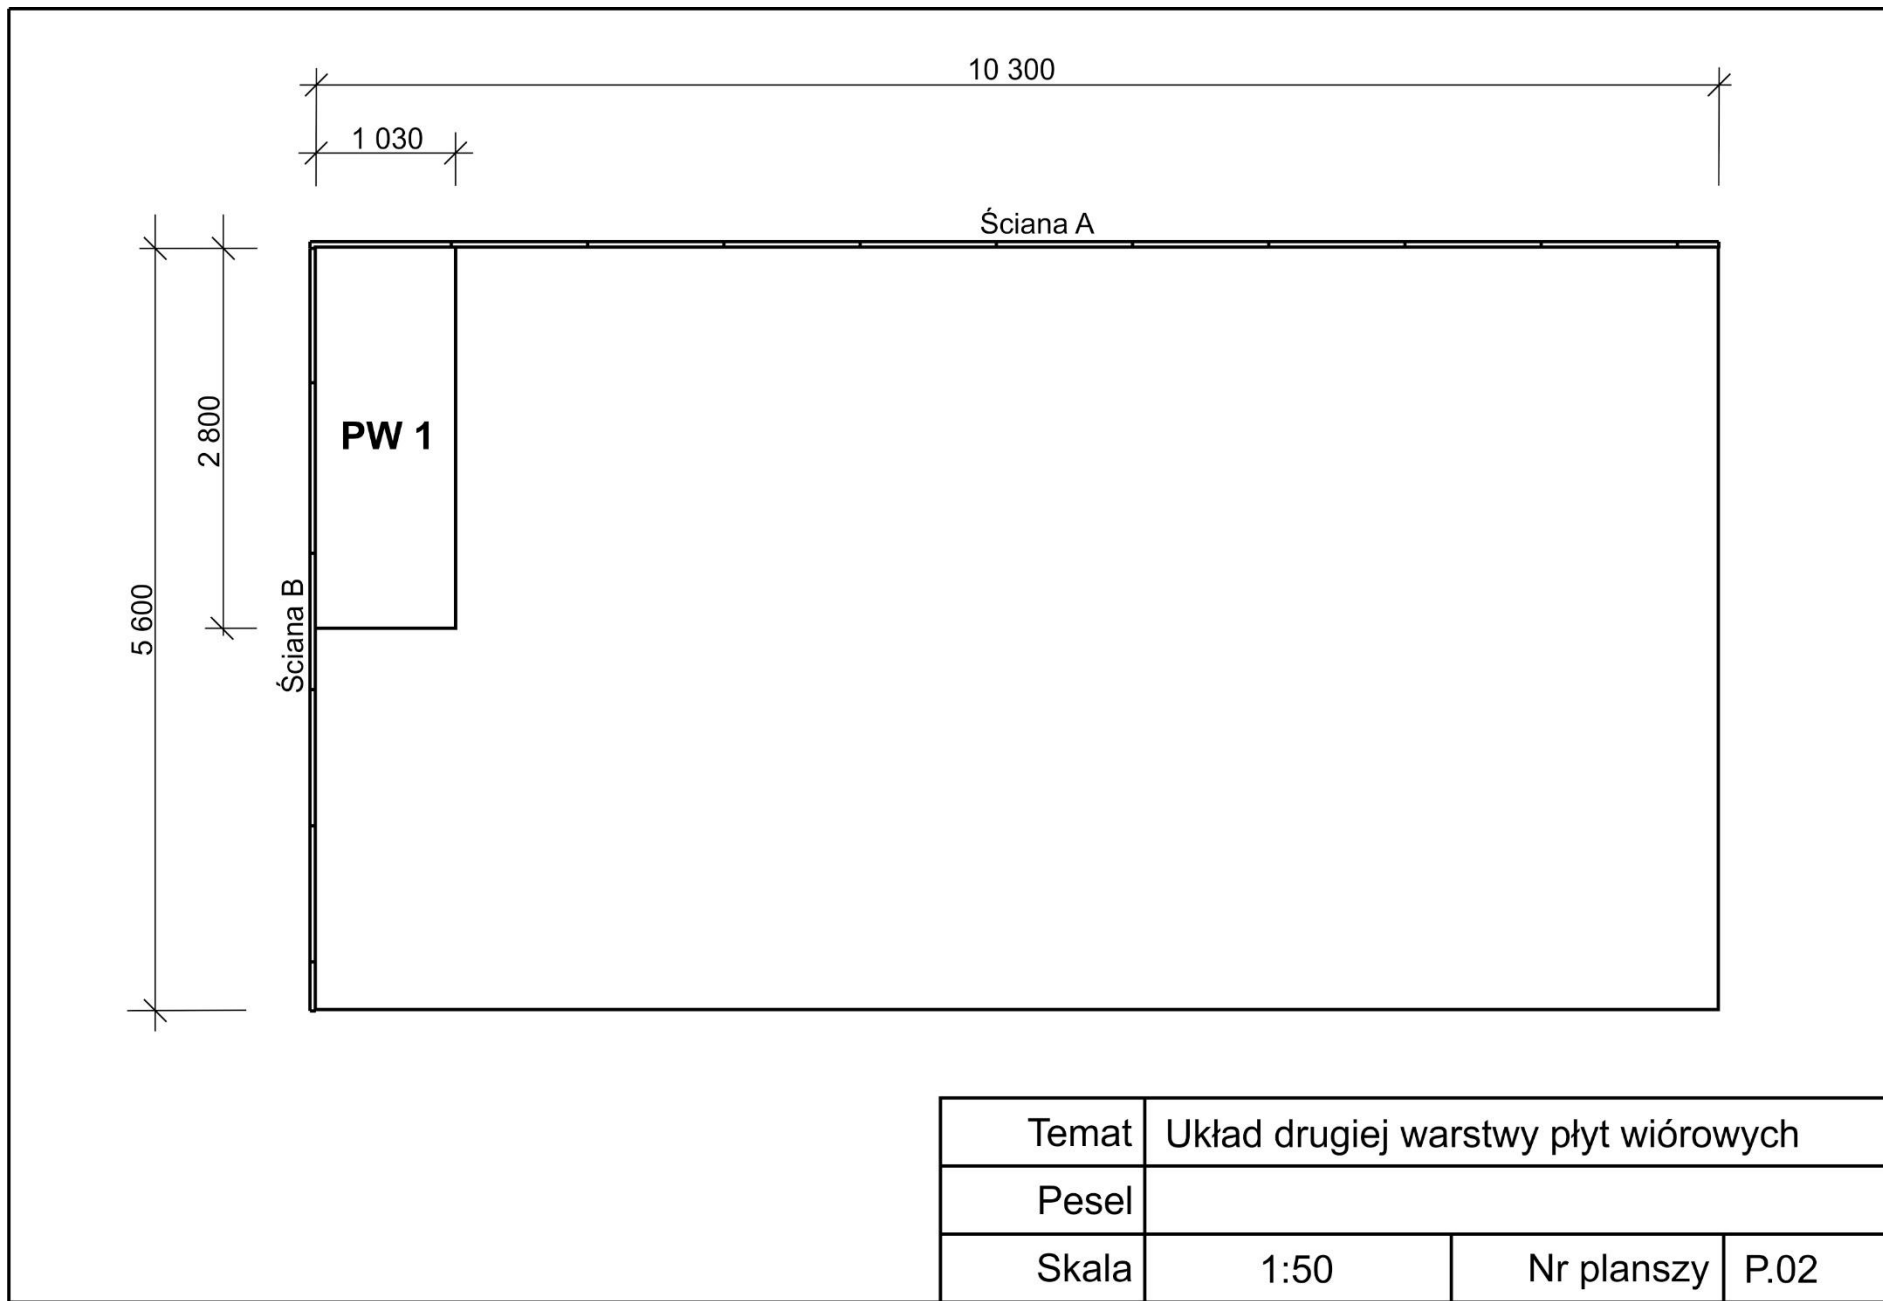 10 300
1 030
Ściana A
2 800
PW 1
5 600
Ściana B
Temat Układ drugiej warstwy płyt wiórowych
Pesel
Skala 1:50 Nr planszy P.02